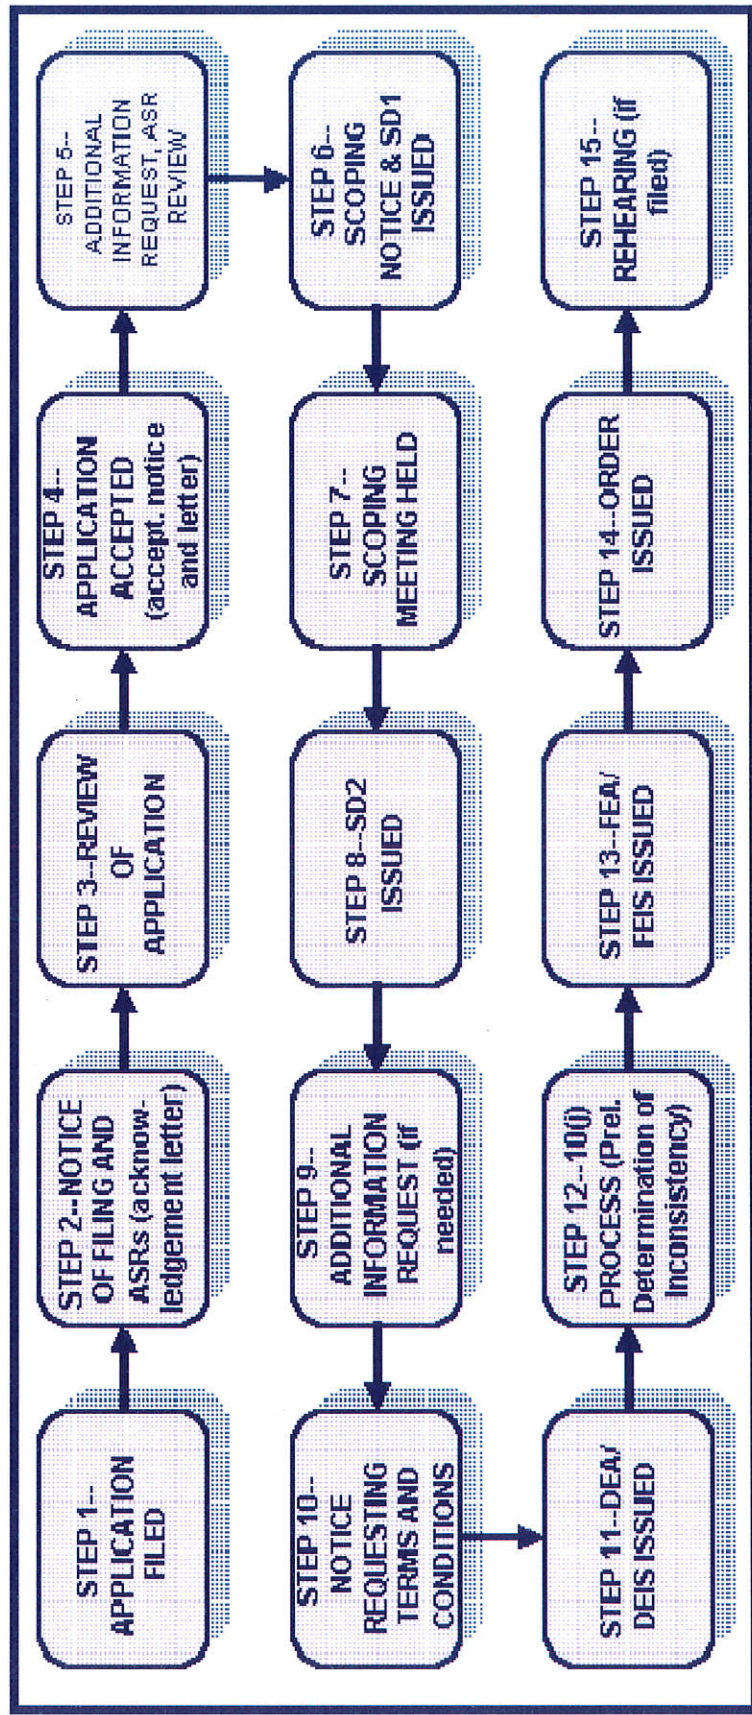 STEP 1--
APPLICATION
FILED
STEP 2--NOTICE
OF FILING AND
ASRs (acknow-
ledgement letter)
STEP 3--REVIEW
OF
APPLICATION
STEP 4--
APPLICATION
ACCEPTED
(accept. notice
and letter)
STEP 5--
ADDITIONAL
INFORMATION
REQUEST, ASR
REVIEW
STEP 6--
SCOPING
NOTICE & SD1
ISSUED
STEP 7--
SCOPING
MEETING HELD
STEP 8--SD2
ISSUED
STEP 9--
ADDITIONAL
INFORMATION
REQUEST (if
needed)
STEP 10--
NOTICE
REQUESTING
TERMS AND
CONDITIONS
STEP 11--DEA/
DEIS ISSUED
STEP 12--10(j)
PROCESS (Prel.
Determination of
Inconsistency)
STEP 13--FEA/
FEIS ISSUED
STEP 14--ORDER
ISSUED
STEP 15--
REHEARING (if
filed)